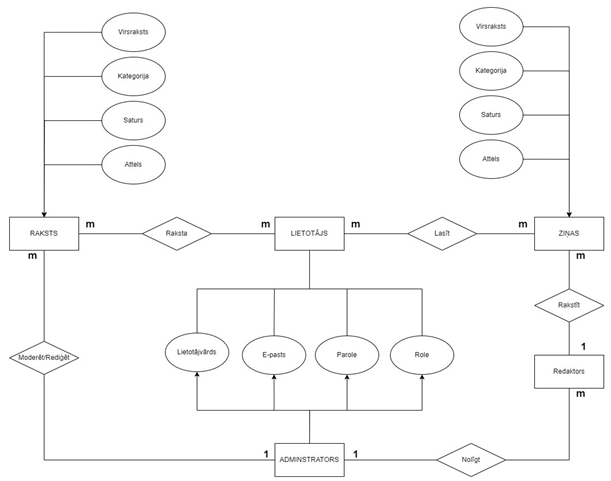 Virsraksts
Kategorija
Saturs
Attels
Virsraksts
Kategorija
Saturs
Attels
RAKSTS
m
Raksta
m
LIETOTĀJS
m
Lasīt
m
ZIŅAS
m
m
Rakstīt
1
Redaktors
m
Moderēt/Rediģēt
Lietotājvārds
E-pasts
Parole
Role
1
ADMINSTRATORS
1
Nolīgt